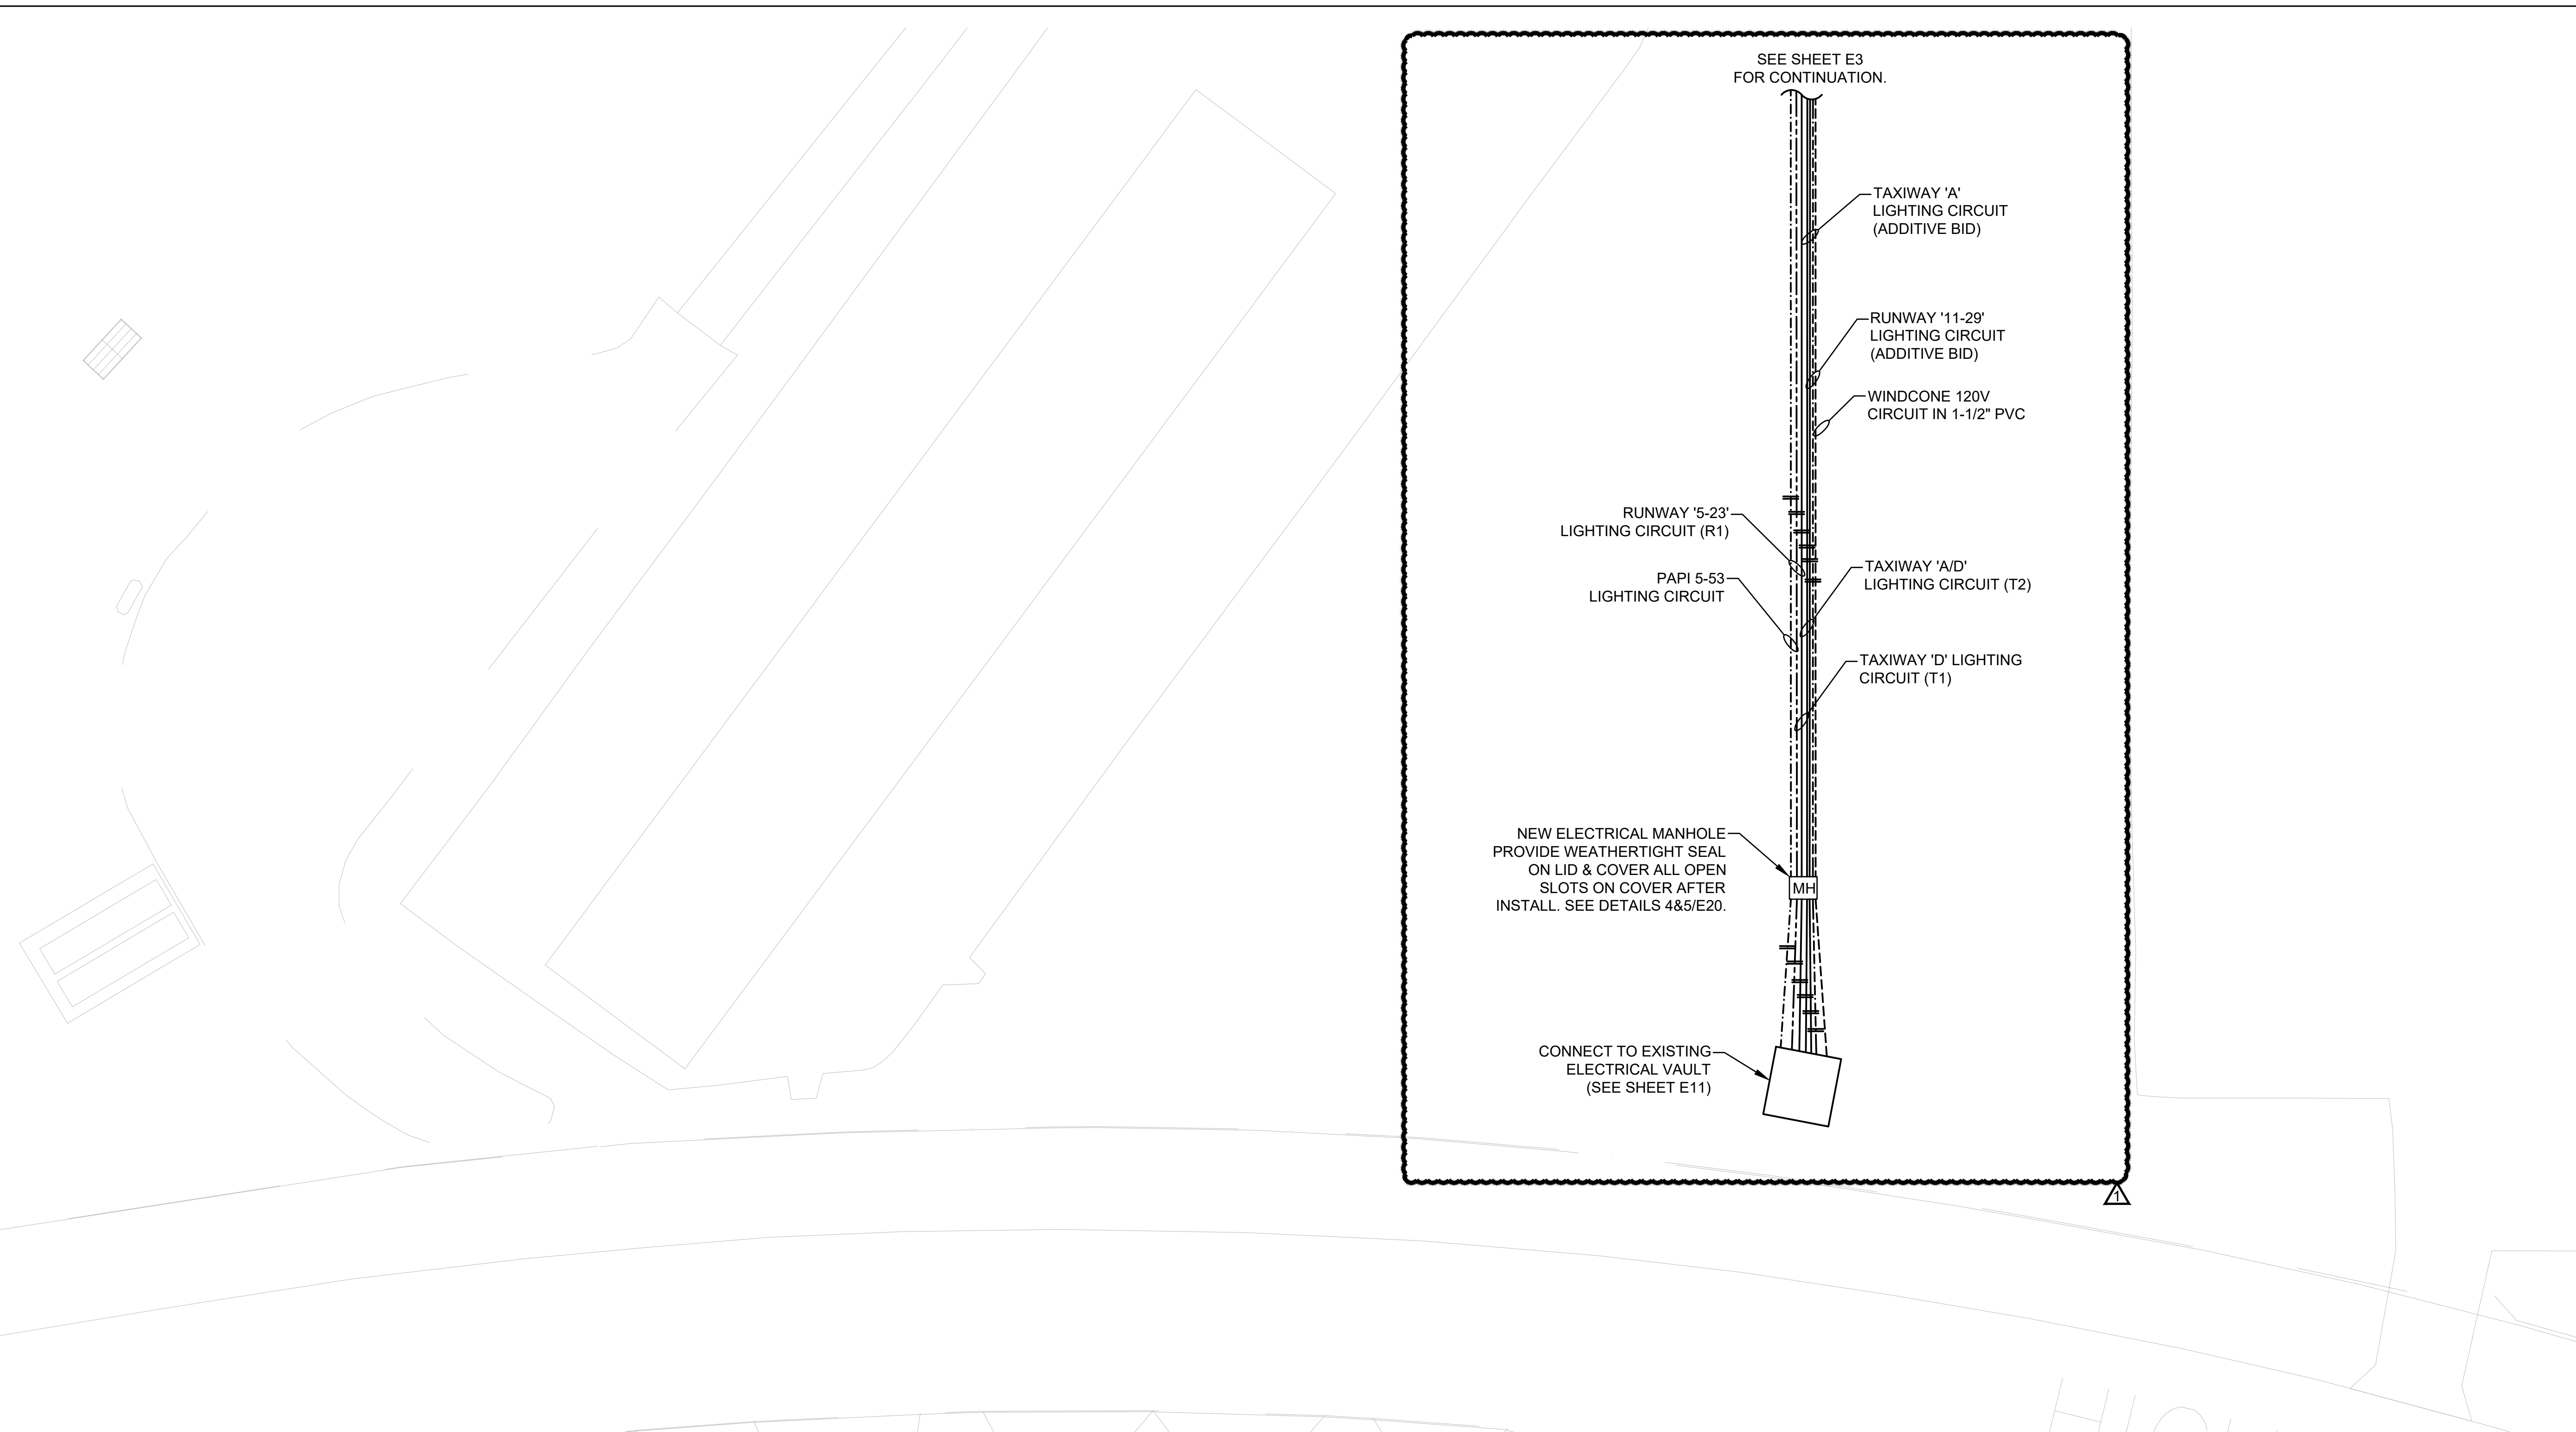 SEE SHEET E3
FOR CONTINUATION.
TAXIWAY 'A'
LIGHTING CIRCUIT
(ADDITIVE BID)
RUNWAY '11-29'
LIGHTING CIRCUIT
(ADDITIVE BID)
WINDCONE 120V
CIRCUIT IN 1-1/2" PVC
RUNWAY '5-23'
LIGHTING CIRCUIT (R1)
PAPI 5-53
LIGHTING CIRCUIT
TAXIWAY 'A/D'
LIGHTING CIRCUIT (T2)
TAXIWAY 'D' LIGHTING
CIRCUIT (T1)
NEW ELECTRICAL MANHOLE
PROVIDE WEATHERTIGHT SEAL
ON LID & COVER ALL OPEN
SLOTS ON COVER AFTER
INSTALL. SEE DETAILS 4&5/E20.
MH
CONNECT TO EXISTING
ELECTRICAL VAULT
(SEE SHEET E11)
1